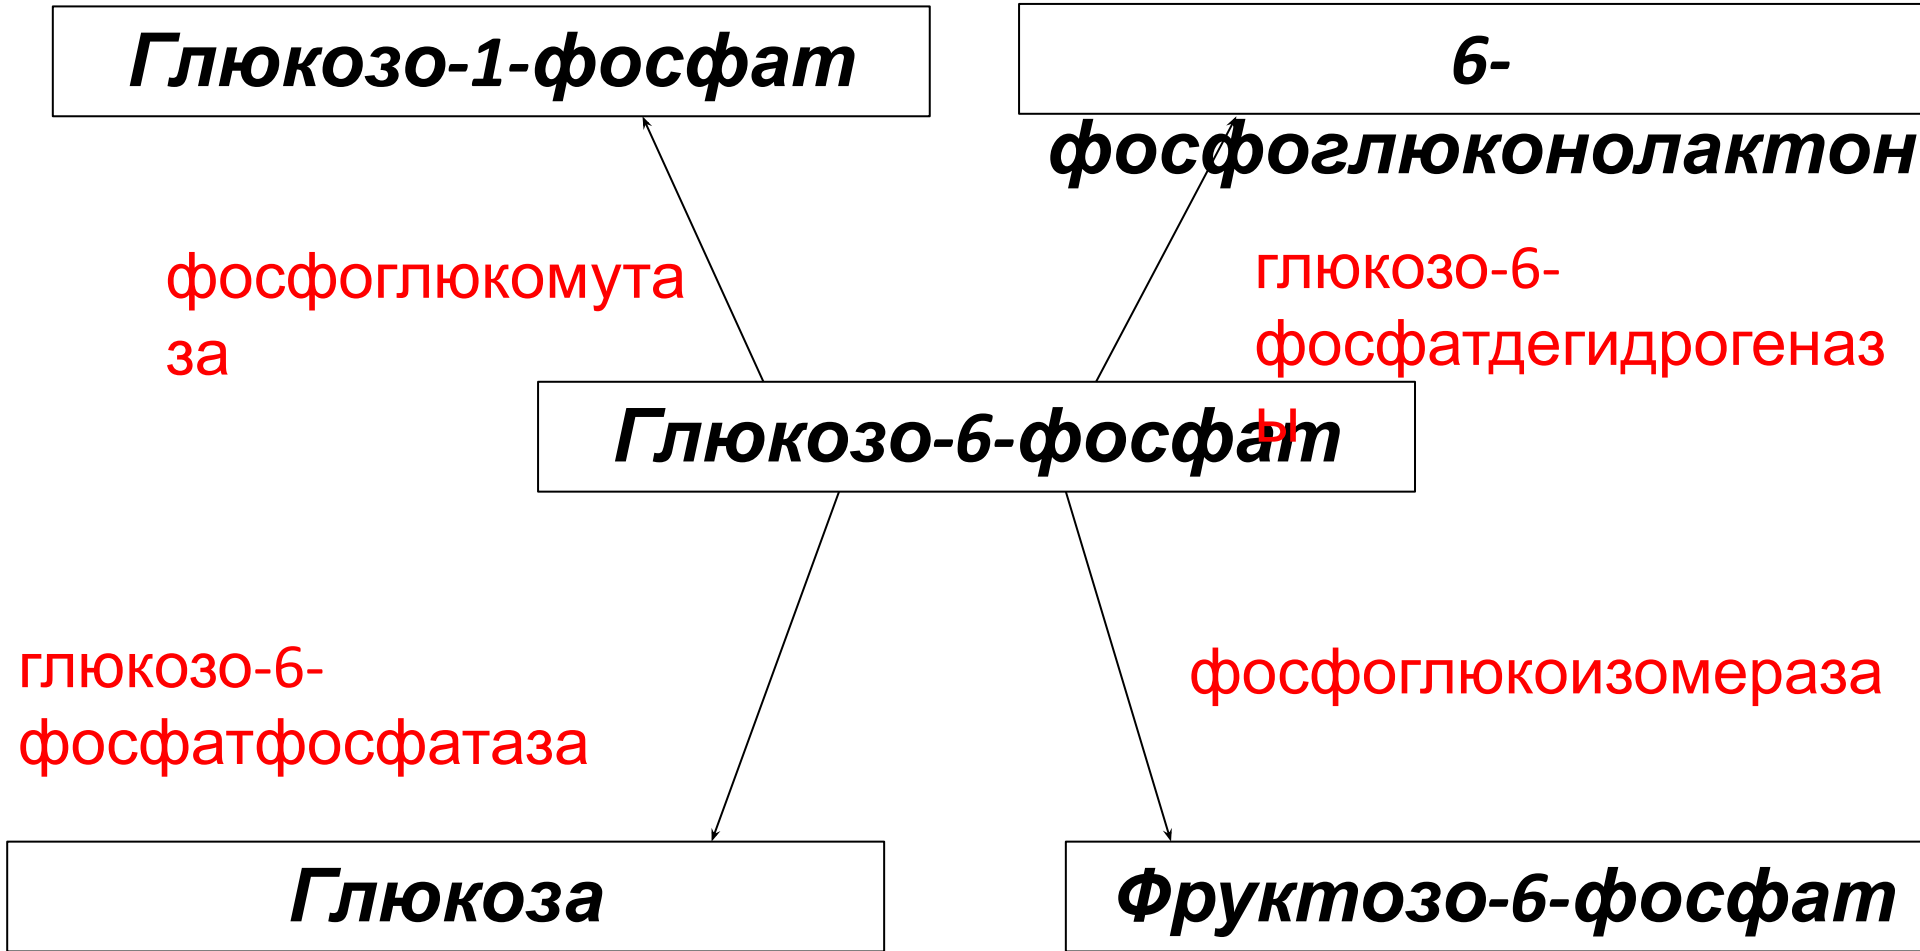 Глюкозо-1-фосфат
6-
фосфоглюконолактон
фосфоглюкомута
за
глюкозо-6-
фосфатдегидрогеназ
ы
Глюкозо-6-фосфат
глюкозо-6-
фосфатфосфатаза
фосфоглюкоизомераза
Глюкоза
Фруктозо-6-фосфат